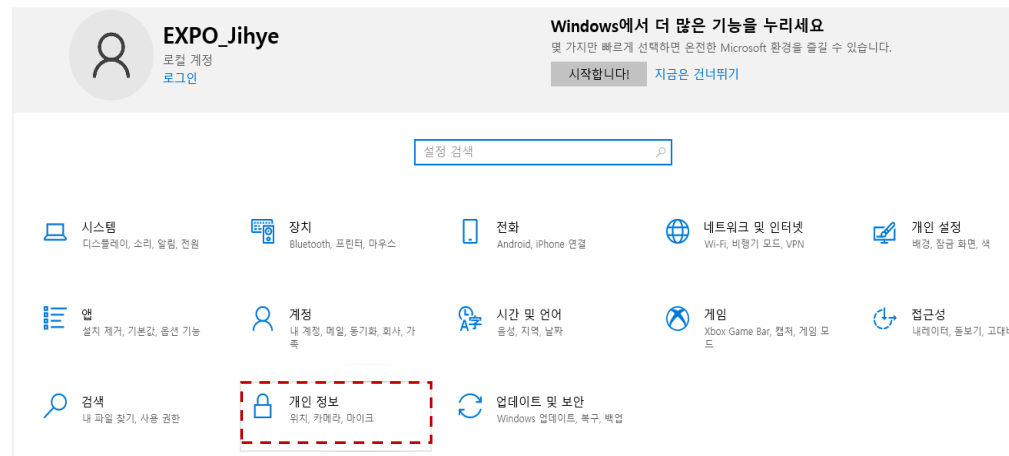 EXPO_Jihye
로컬 계정
로그인
Windows에서 더 많은 기능을 누리세요
몇 가지만 빠르게 선택하면 온전한 Microsoft 환경을 즐길 수 있습니다.
시작합니다!
지금은 건너뛰기
설정 검색
시스템
디스플레이, 소리, 알림, 전원
장치
Bluetooth, 프린터, 마우스
전화
Android, iPhone 연결
네트워크 및 인터넷
Wi-Fi, 비행기 모드, VPN
개인 설정
배경, 잠금 화면, 색
앱
설치 제거, 기본값, 옵션 기능
계정
내 계정, 메일, 동기화, 회사, 가
족
시간 및 언어
음성, 지역, 날짜
게임
Xbox Game Bar, 캡처, 게임 모
드
접근성
내레이터, 돋보기,
검색
내 파일 찾기, 사용 권한
개인 정보
위치, 카메라, 마이크
업데이트 및 보안
Windows 업데이트, 복구, 백업